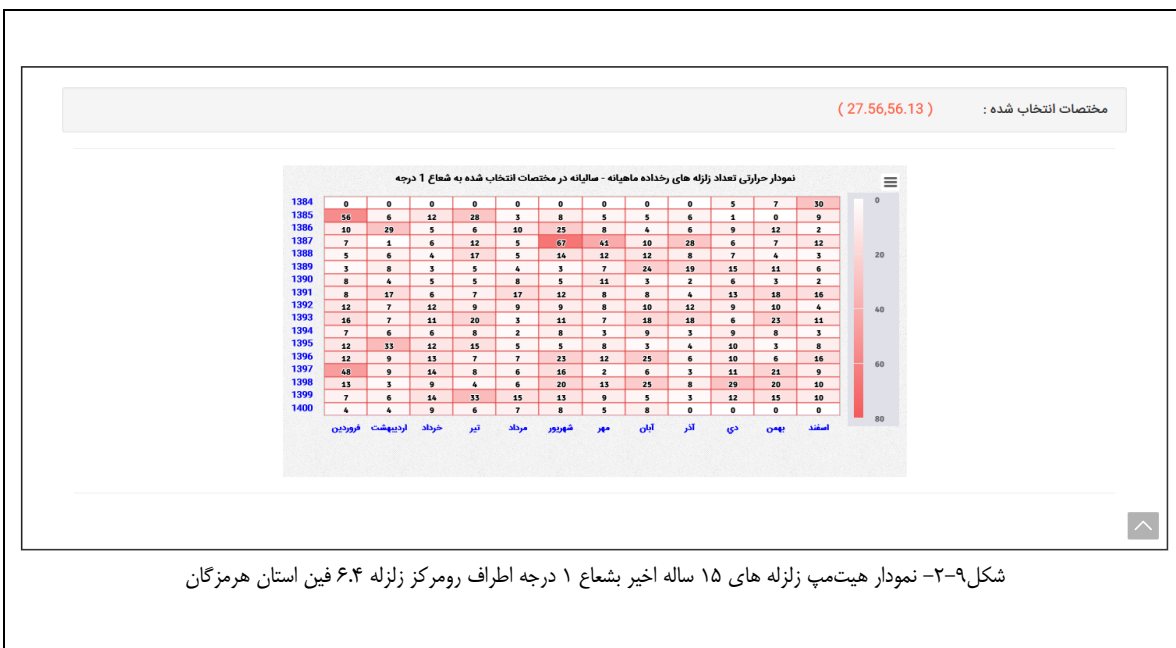 مختصات انتخاب شده : ( 27.56,56.13 )
نمودار حرارتی تعداد زلزله های رخداده ماهیانه - سالیانه در مختصات انتخاب شده به شعاع 1 درجه
1384 0 0 0 0 0 0 0 0 0 5 7 30
1385 56 6 12 28 3 8 5 5 6 1 0 9
1386 10 29 5 6 10 25 8 4 6 9 12 2
1387 7 1 6 12 5 67 41 10 28 6 7 12
1388 5 6 4 17 5 14 12 12 8 7 4 3
1389 3 8 3 5 4 3 7 24 19 15 11 6
1390 8 4 5 5 8 5 11 3 2 6 3 2
1391 8 17 6 7 17 12 8 8 4 13 18 16
1392 12 7 12 9 9 9 8 10 12 9 10 4
1393 16 7 11 20 3 11 7 18 18 6 23 11
1394 7 6 6 8 2 8 3 9 3 9 8 3
1395 12 33 12 15 5 5 8 3 4 10 3 8
1396 12 9 13 7 7 23 12 25 6 10 6 16
1397 48 9 14 8 6 16 2 6 3 11 21 9
1398 13 3 9 4 6 20 13 25 8 29 20 10
1399 7 6 14 33 15 13 9 5 3 12 15 10
1400 4 4 9 6 7 8 5 8 0 0 0 0
فروردین اردیبهشت خرداد تیر مرداد شهریور مهر آبان آذر دي بهمن اسفند
0
20
40
60
80
شکل۹-۲- نمودار هیت‌مپ زلزله های ۱۵ ساله اخیر بشعاع ۱ درجه اطراف رومرکز زلزله ۶.۴ فین استان هرمزگان